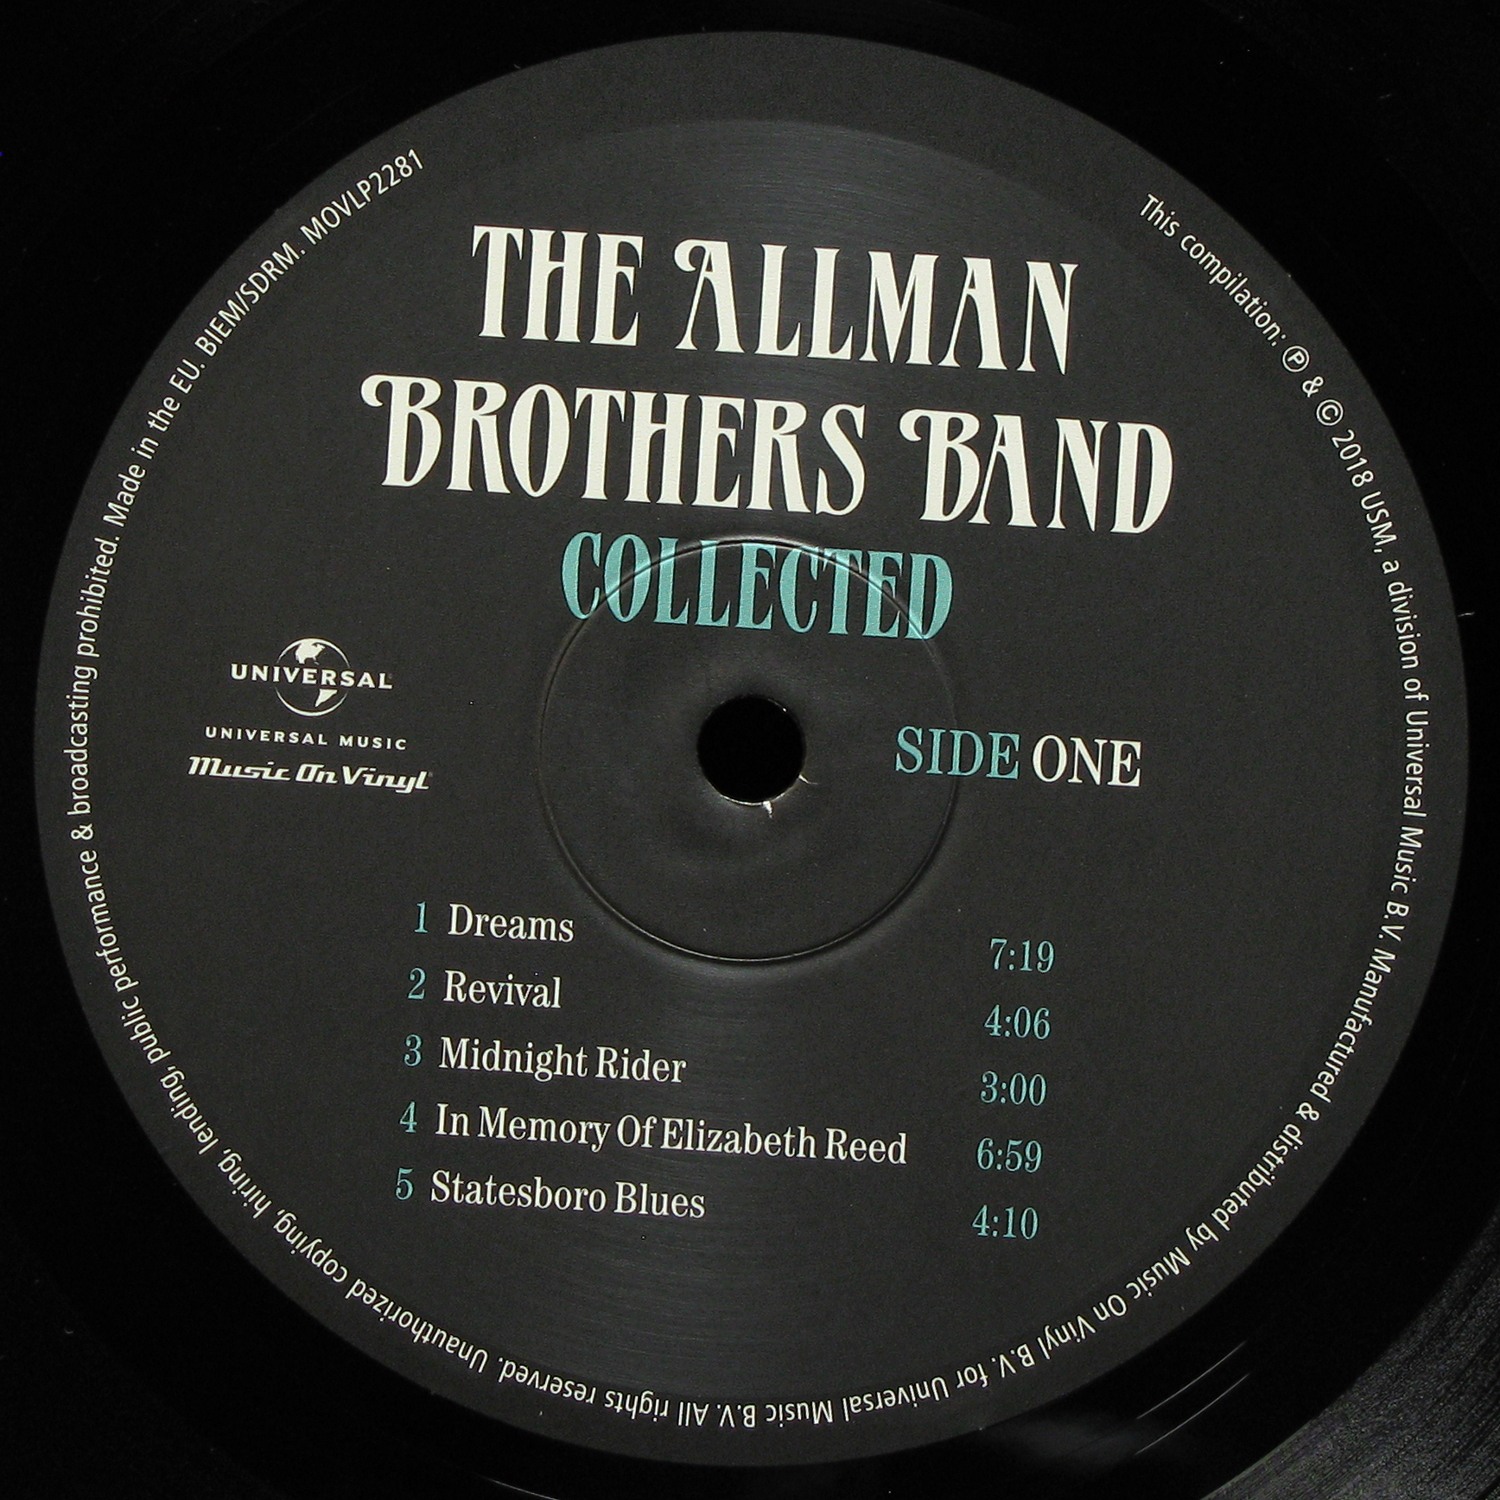 THE ALLMAN
BROTHERS BAND
COLLECTED
UNIVERSAL
UNIVERSAL MUSIC
Music On Vinyl
SIDE ONE
1 Dreams 7:19
2 Revival 4:06
3 Midnight Rider 3:00
4 In Memory Of Elizabeth Reed 6:59
5 Statesboro Blues 4:10
This compilation: ℗ & © 2018 USM, a division of Universal Music B.V. Manufactured & distributed by Music On Vinyl B.V. for Universal Music B.V. All rights reserved. Unauthorized copying, hiring, lending, public performance & broadcasting prohibited. Made in the EU. BIEM/SDRM. MOVLP2281